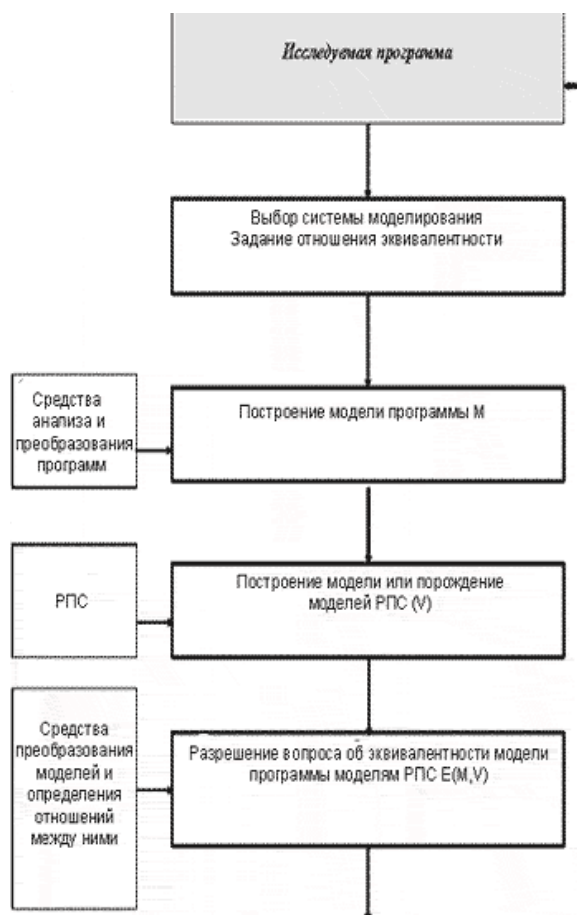 Исследуемая программа
Выбор системы моделирования
Задание отношения эквивалентности
Средства
анализа и
преобразования
программ
Построение модели программы М
РПС
Построение модели или порождение
моделей РПС (V)
Средства
преобразования
моделей и
определения
отношений
между ними
Разрешение вопроса об эквивалентности модели
программы моделям РПС E(M,V)